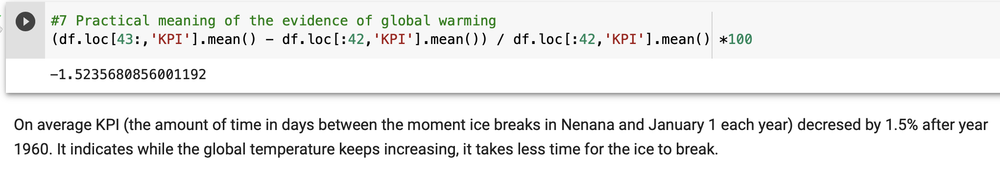 #7 Practical meaning of the evidence of global warming
(df.loc[43:,'KPI'].mean() - df.loc[:42,'KPI'].mean()) / df.loc[:42,'KPI'].mean() *100
-1.5235680856001192
On average KPI (the amount of time in days between the moment ice breaks in Nenana and January 1 each year) decresed by 1.5% after year
1960. It indicates while the global temperature keeps increasing, it takes less time for the ice to break.